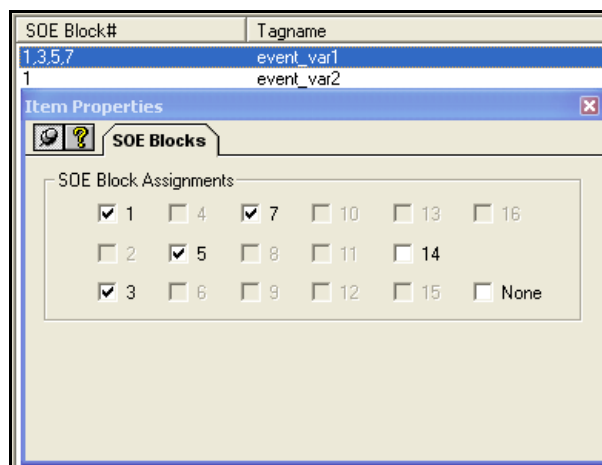 SOE Block# Tagname
1,3,5,7 event_var1
1 event_var2
Item Properties
SOE Blocks
SOE Block Assignments
1 4 7 10 13 16
2 5 8 11 14
3 6 9 12 15 None